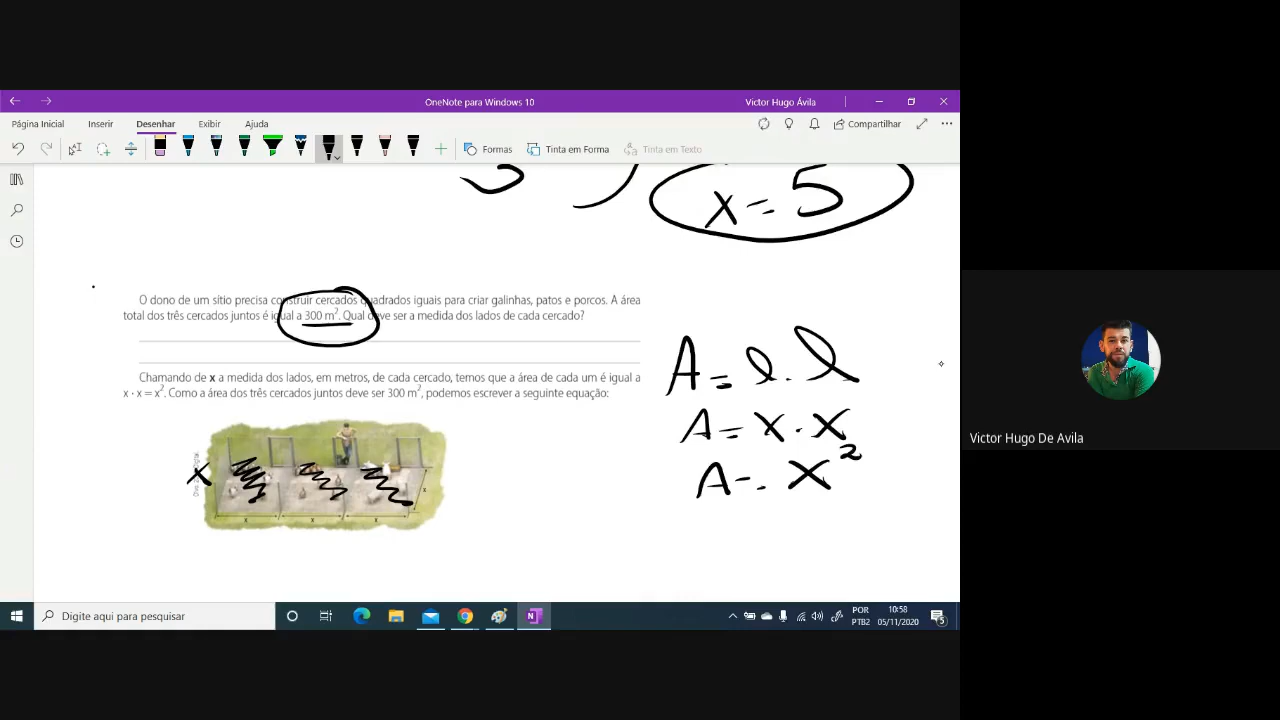 OneNote para Windows 10
Victor Hugo Ávila
Página Inicial Inserir Desenhar Exibir Ajuda
Compartilhar
Formas Tinta em Forma Tinta em Texto
x = 5
O dono de um sítio precisa construir cercados quadrados iguais para criar galinhas, patos e porcos. A área
total dos três cercados juntos é igual a 300 m². Qual deve ser a medida dos lados de cada cercado?
A = l . l
Chamando de x a medida dos lados, em metros, de cada cercado, temos que a área de cada um é igual a
x · x = x². Como a área dos três cercados juntos deve ser 300 m², podemos escrever a seguinte equação:
A = x . x
A = x²
x
x
x x x
Victor Hugo De Avila
Digite aqui para pesquisar
POR
PTB2
10:58
05/11/2020
5